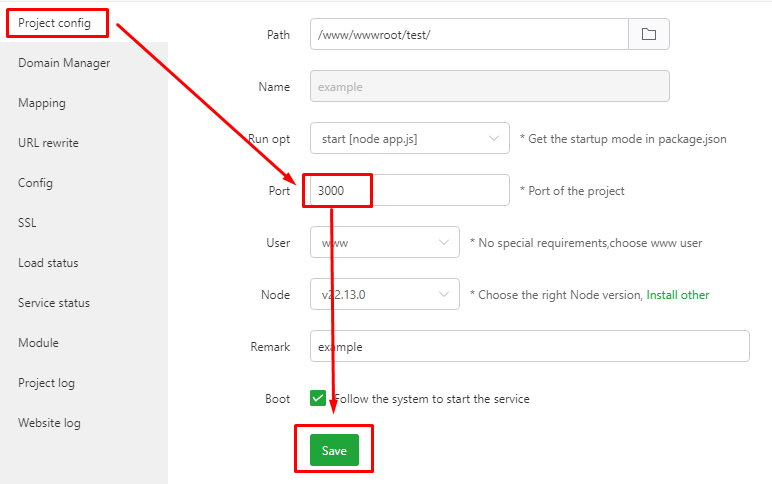 Project config
Domain Manager
Mapping
URL rewrite
Config
SSL
Load status
Service status
Module
Project log
Website log
Path /www/wwwroot/test/
Name example
Run opt start [node app.js] * Get the startup mode in package.json
Port 3000 * Port of the project
User www * No special requirements,choose www user
Node v22.13.0 * Choose the right Node version, Install other
Remark example
Boot Follow the system to start the service
Save